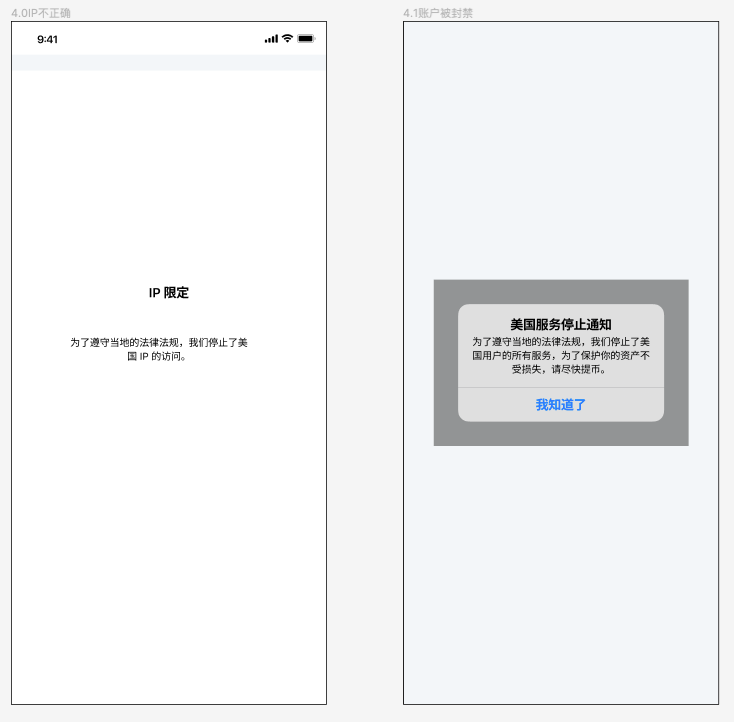 4.0IP不正确
9:41
IP 限定
为了遵守当地的法律法规，我们停止了美
国 IP 的访问。
4.1账户被封禁
美国服务停止通知
为了遵守当地的法律法规，我们停止了美
国用户的所有服务，为了保护你的资产不
受损失，请尽快提币。
我知道了